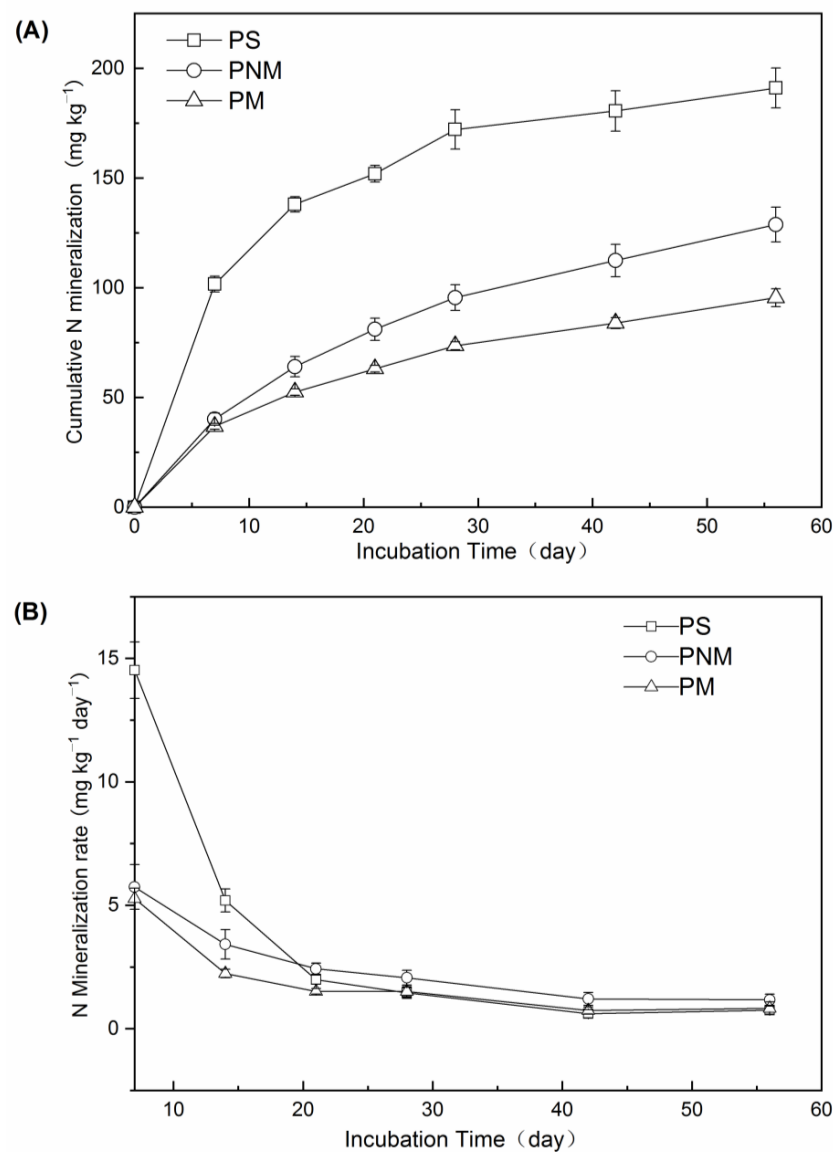 (A)
PS
PNM
PM
Cumulative N mineralization（mg kg⁻¹）
200
150
100
50
0
0 10 20 30 40 50 60
Incubation Time（day）
(B)
PS
PNM
PM
N Mineralization rate (mg kg⁻¹ day⁻¹)
15
10
5
0
10 20 30 40 50 60
Incubation Time（day）